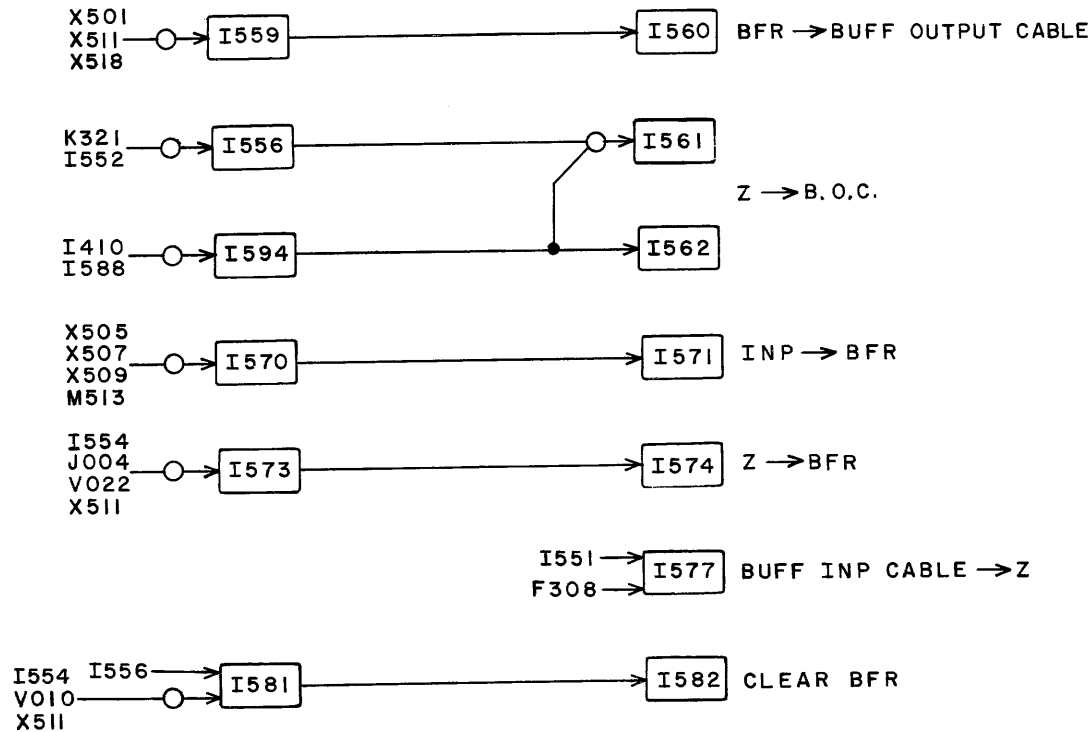 X501
X511
X518
I559
I560
BFR → BUFF OUTPUT CABLE
K321
I552
I556
I561
Z → B.O.C.
I410
I588
I594
I562
X505
X507
X509
M513
I570
I571
INP → BFR
I554
J004
V022
X511
I573
I574
Z → BFR
I551
F308
I577
BUFF INP CABLE → Z
I556
I554
V010
X511
I581
I582
CLEAR BFR